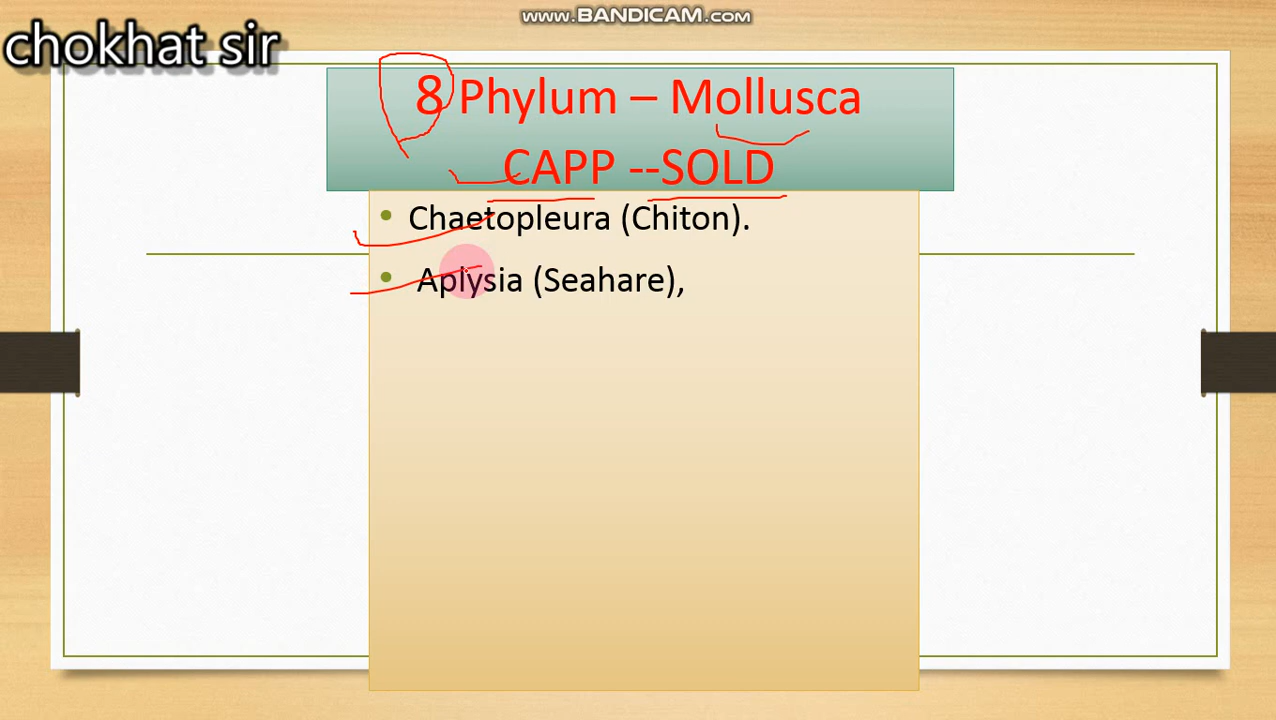 www.BANDICAM.com
chokhat sir
8 Phylum – Mollusca
CAPP --SOLD
• Chaetopleura (Chiton).
• Aplysia (Seahare),